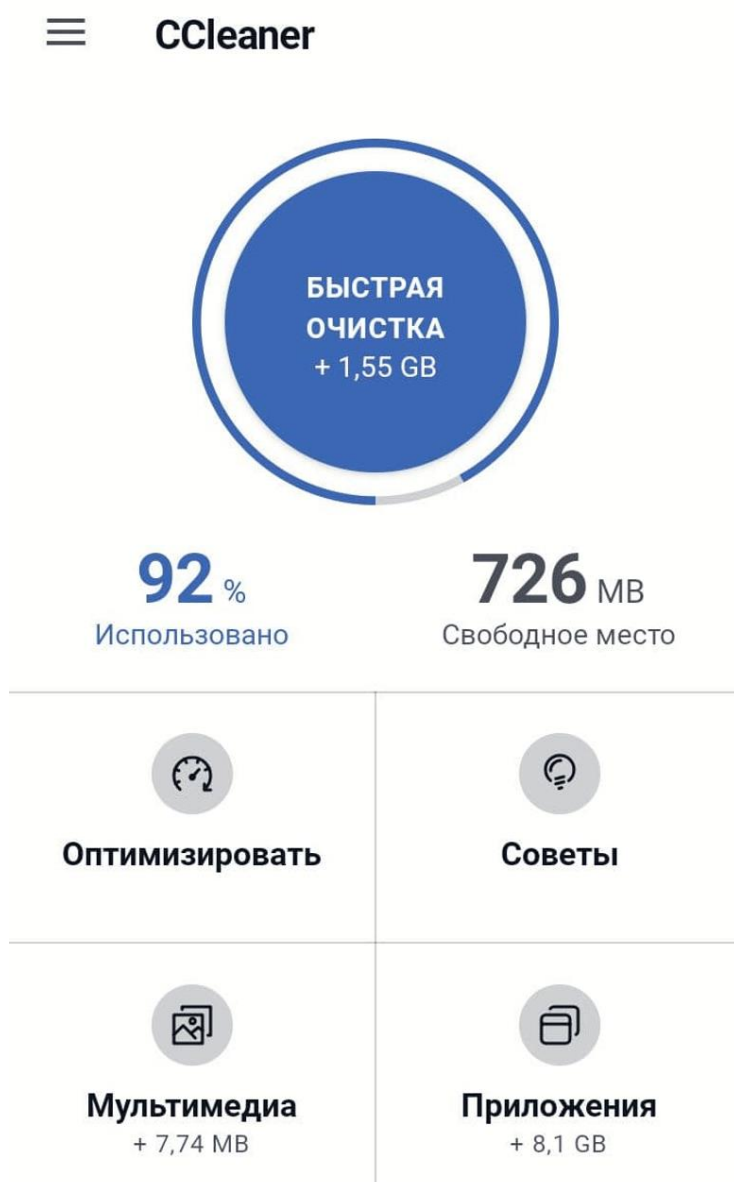 CCleaner
БЫСТРАЯ
ОЧИСТКА
+ 1,55 GB
92 %
Использовано
726 MB
Свободное место
Оптимизировать
Советы
Мультимедиа
+ 7,74 MB
Приложения
+ 8,1 GB